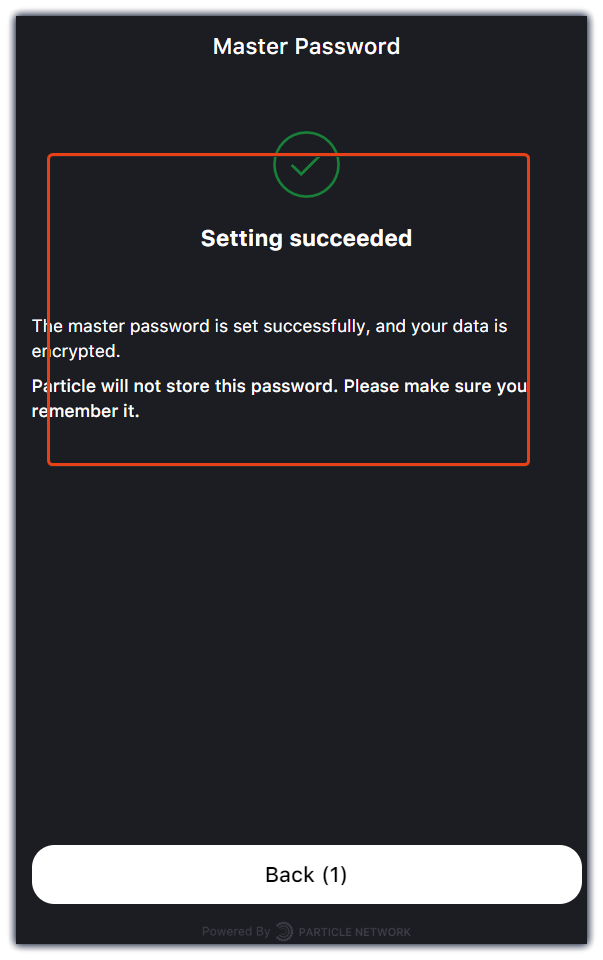 Master Password
Setting succeeded
The master password is set successfully, and your data is
encrypted.
Particle will not store this password. Please make sure you
remember it.
Back (1)
Powered By PARTICLE NETWORK